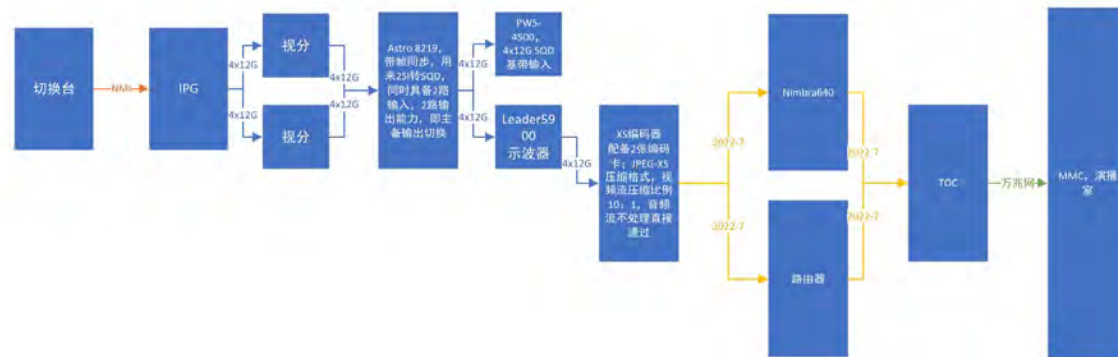 切换台
NMI
IPG
4x12G
4x12G
视分
视分
4x12G
4x12G
Astro 8219,
带帧同步，用
来2SI转SQD,
同时具备2路
输入，2路输
出能力，即主
备输出切换
4x12G
4x12G
PWS-
4500,
4x12G SQD
基带输入
Leader59
00
示波器
4x12G
XS编码器
配备2张编码
卡；JPEG-XS
压缩格式，视
频流压缩比例
10：1，音频
流不处理直接
通过
2022-7
2022-7
Nimbra640
路由器
2022-7
2022-7
TOC
万兆网
MMC，演播
室